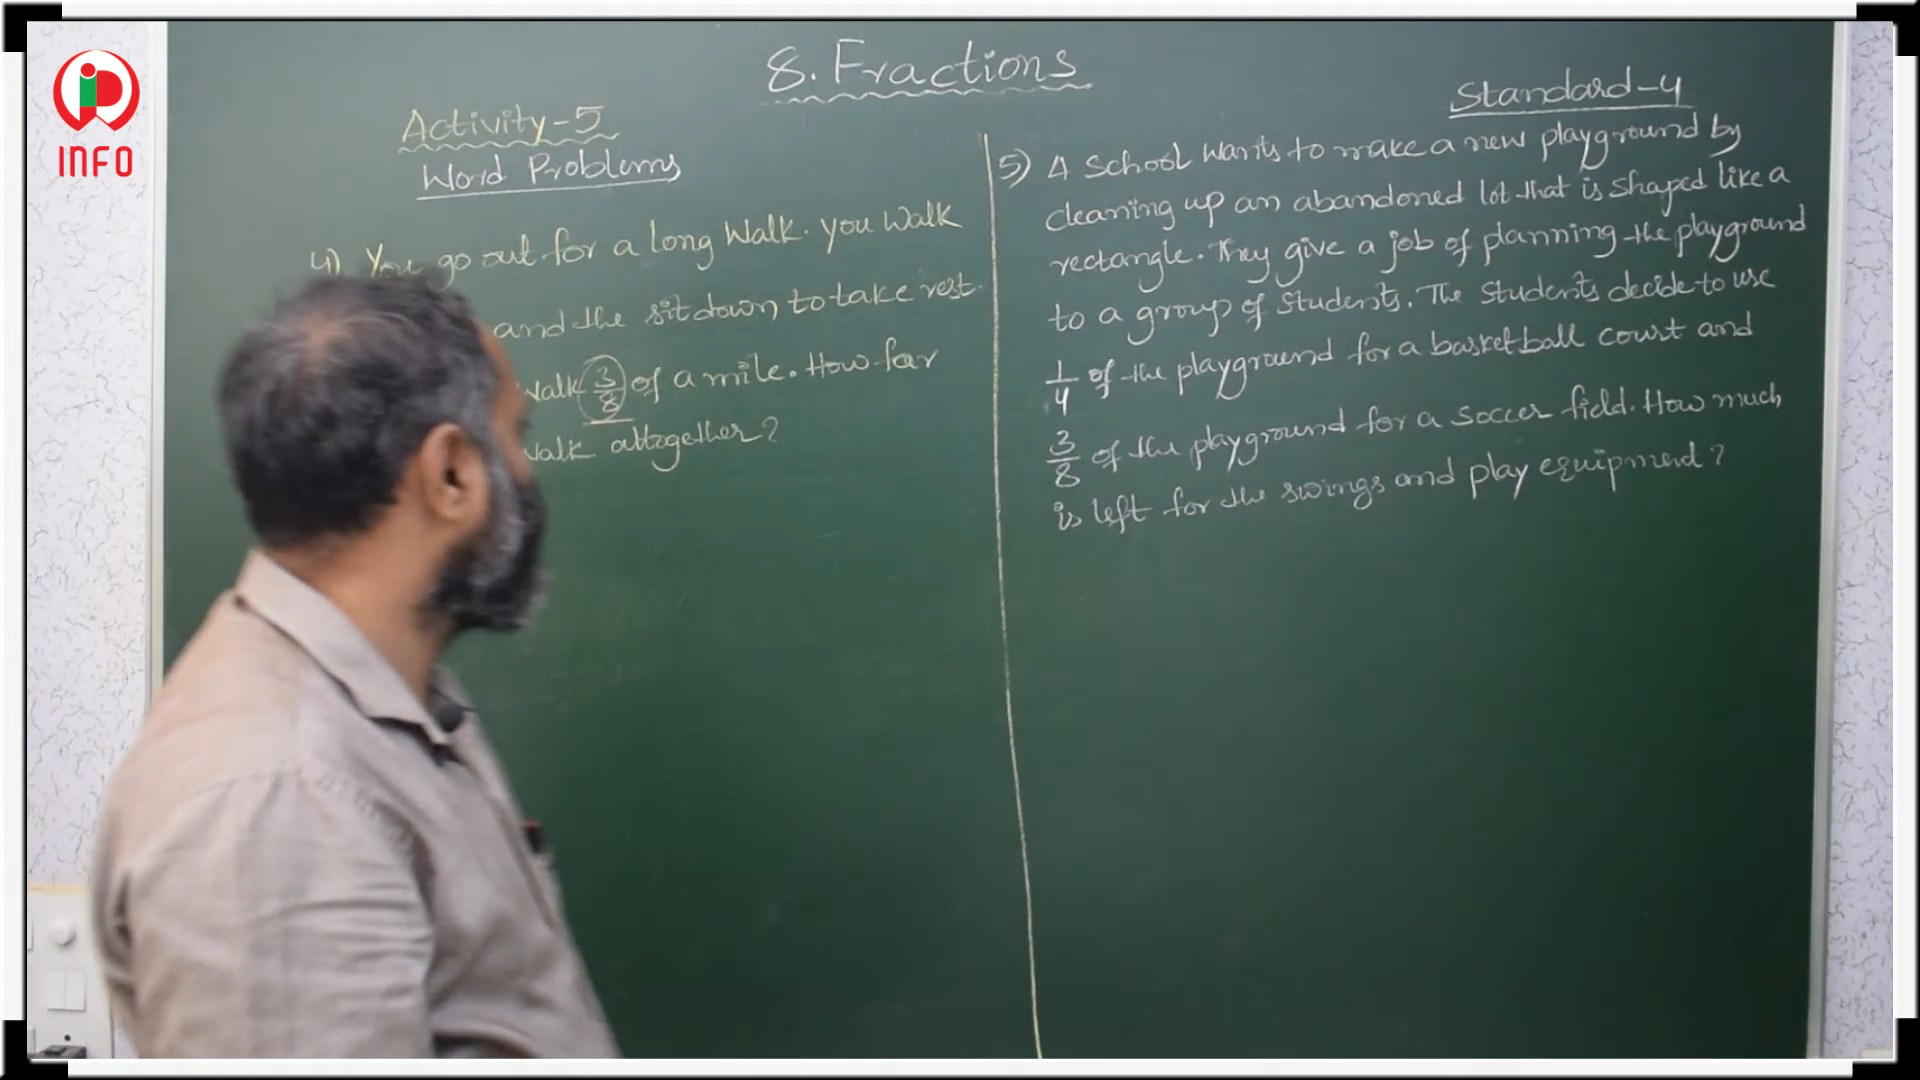 INFO
8. Fractions
Standard-4
Activity-5
Word Problems
4) You go out for a long walk. you walk
and the sit down to take rest.
walk 3/8 of a mile. How far
walk altogether?
5) A School wants to make a new playground by
cleaning up an abandoned lot that is shaped like a
rectangle. They give a job of planning the playground
to a group of students. The students decide to use
1/4 of the playground for a basketball court and
3/8 of the playground for a soccer field. How much
is left for the swings and play equipment?